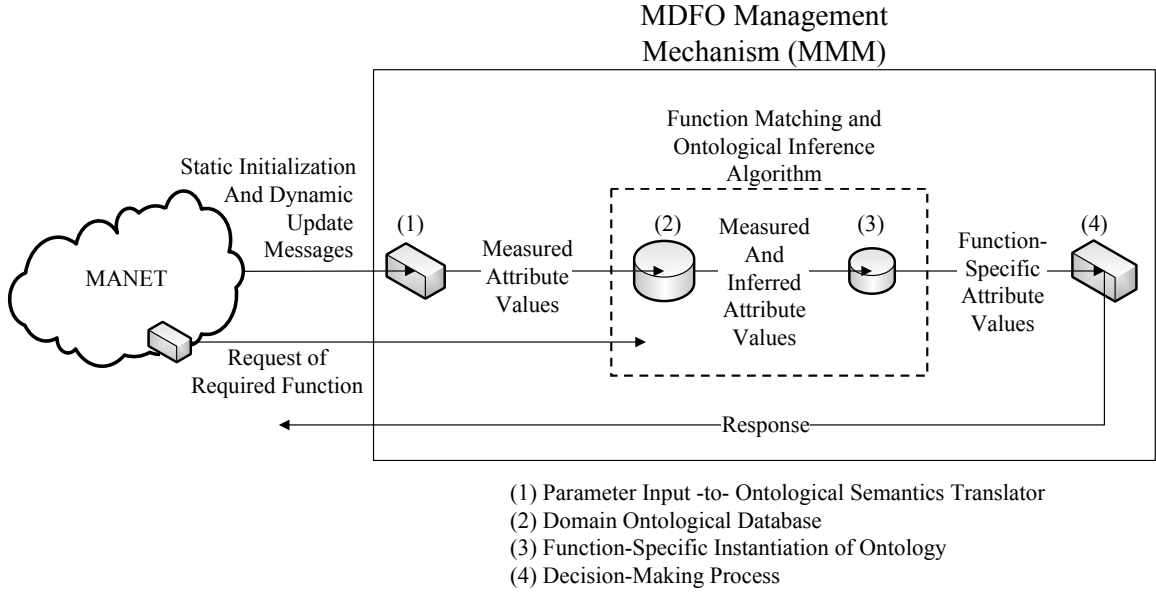 MDFO Management
Mechanism (MMM)
Function Matching and
Ontological Inference
Algorithm
Static Initialization
And Dynamic
Update
Messages
(1)
(2)
(3)
(4)
MANET
Measured
Attribute
Values
Measured
And
Inferred
Attribute
Values
Function-
Specific
Attribute
Values
Request of
Required Function
Response
(1) Parameter Input -to- Ontological Semantics Translator
(2) Domain Ontological Database
(3) Function-Specific Instantiation of Ontology
(4) Decision-Making Process